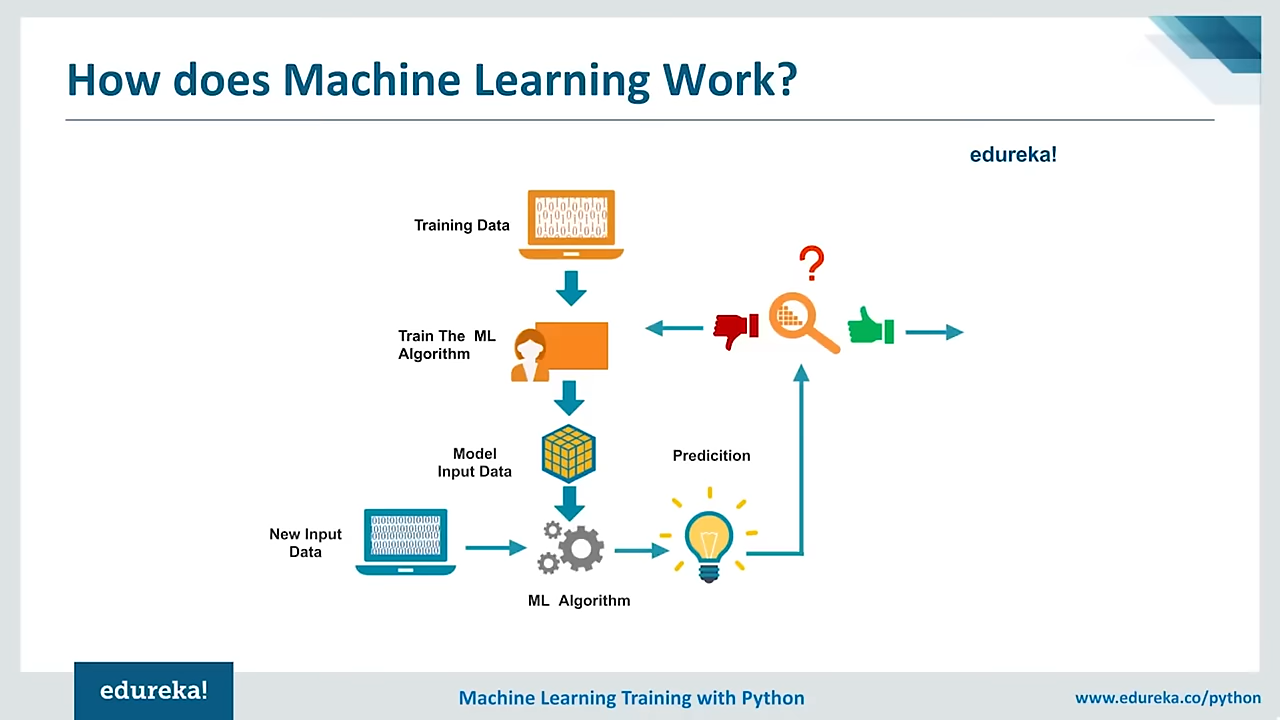 How does Machine Learning Work?
edureka!
Training Data
?
Train The ML
Algorithm
Model
Input Data
Predicition
New Input
Data
ML Algorithm
edureka!
Machine Learning Training with Python
www.edureka.co/python